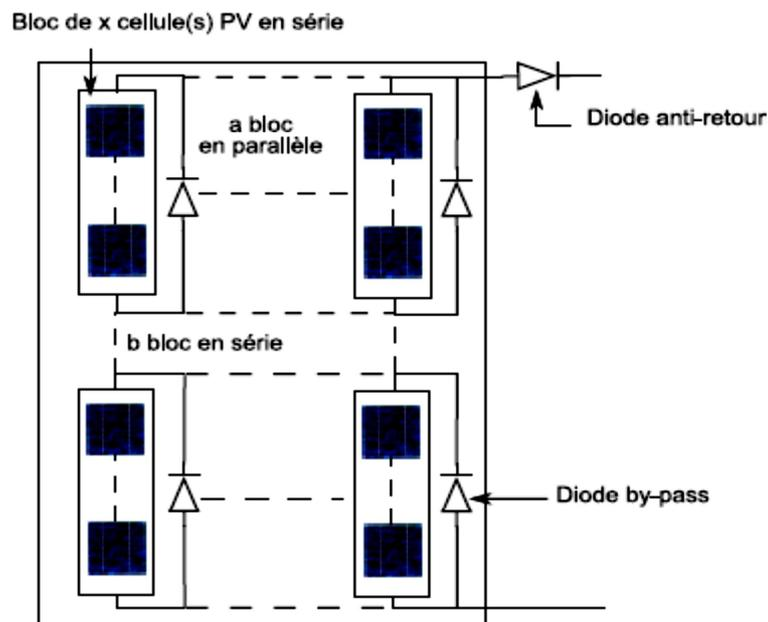 Bloc de x cellule(s) PV en série
a bloc
en parallèle
Diode anti-retour
b bloc en série
Diode by-pass